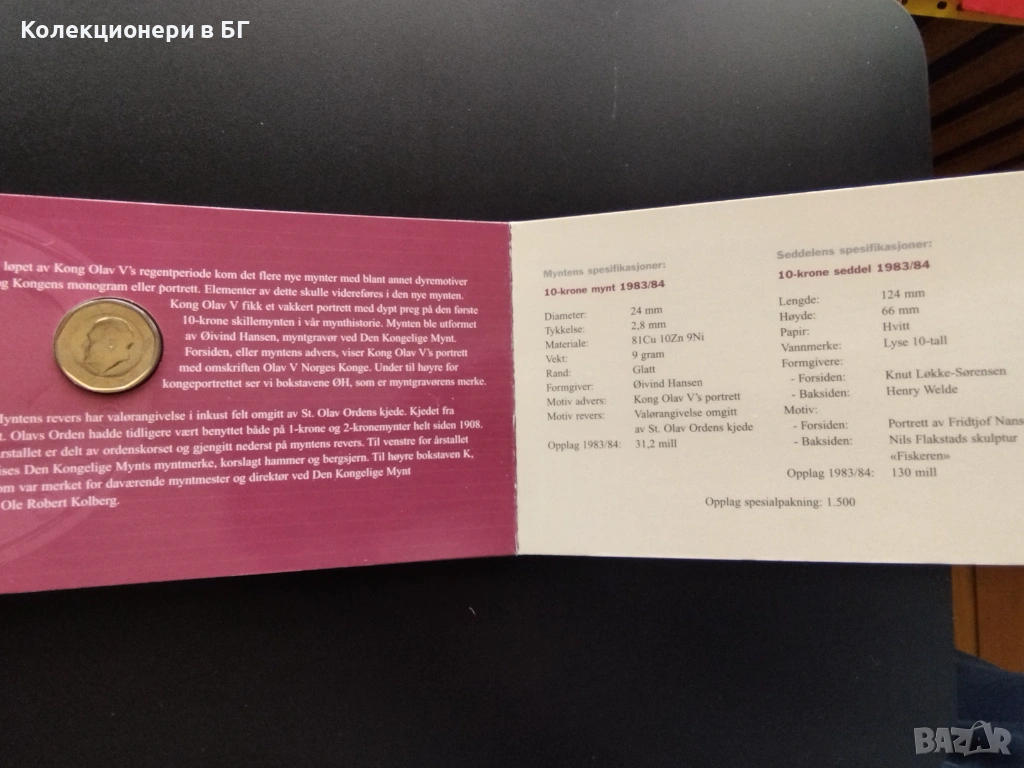 Колекционери в БГ
løpet av Kong Olav V's regentperiode kom det flere nye mynter med blant annet dyremotiver
og Kongens monogram eller portrett. Elementer av dette skulle videreføres i den nye mynten.
Kong Olav V fikk et vakkert portrett med dypt preg på den første
10-krone skillemynten i vår mynthistorie. Mynten ble utformet
av Øivind Hansen, myntgravør ved Den Kongelige Mynt.
Forsiden, eller myntens advers, viser Kong Olav V's portrett
med omskriften Olav V Norges Konge. Under til høyre for
kongeportrettet ser vi bokstavene ØH, som er myntgravørens merke.
Myntens revers har valørangivelse i inkust felt omgitt av St. Olav Ordens kjede. Kjedet fra
St. Olavs Orden hadde tidligere vært benyttet både på 1-krone og 2-kronemynter helt siden 1908.
Årstallet er delt av ordenskorset og gjengitt nederst på myntens revers. Til venstre for årstallet
vises Den Kongelige Mynts myntmerke, korslagt hammer og bergsjern. Til høyre bokstaven K,
som var merket for daværende myntmester og direktør ved Den Kongelige Mynt
Ole Robert Kolberg.
Myntens spesifikasjoner:
10-krone mynt 1983/84
Diameter: 24 mm
Tykkelse: 2,8 mm
Materiale: 81Cu 10Zn 9Ni
Vekt: 9 gram
Rand: Glatt
Formgiver: Øivind Hansen
Motiv advers: Kong Olav V's portrett
Motiv revers: Valørangivelse omgitt
av St. Olav Ordens kjede
Opplag 1983/84: 31,2 mill
Seddelens spesifikasjoner:
10-krone seddel 1983/84
Lengde: 124 mm
Høyde: 66 mm
Papir: Hvitt
Vannmerke: Lyse 10-tall
Formgivere:
- Forsiden: Knut Løkke-Sørensen
- Baksiden: Henry Welde
Motiv:
- Forsiden: Portrett av Fridtjof Nans
- Baksiden: Nils Flakstads skulptur
«Fiskeren»
Opplag 1983/84: 130 mill
Opplag spesialpakning: 1.500
BAZAR